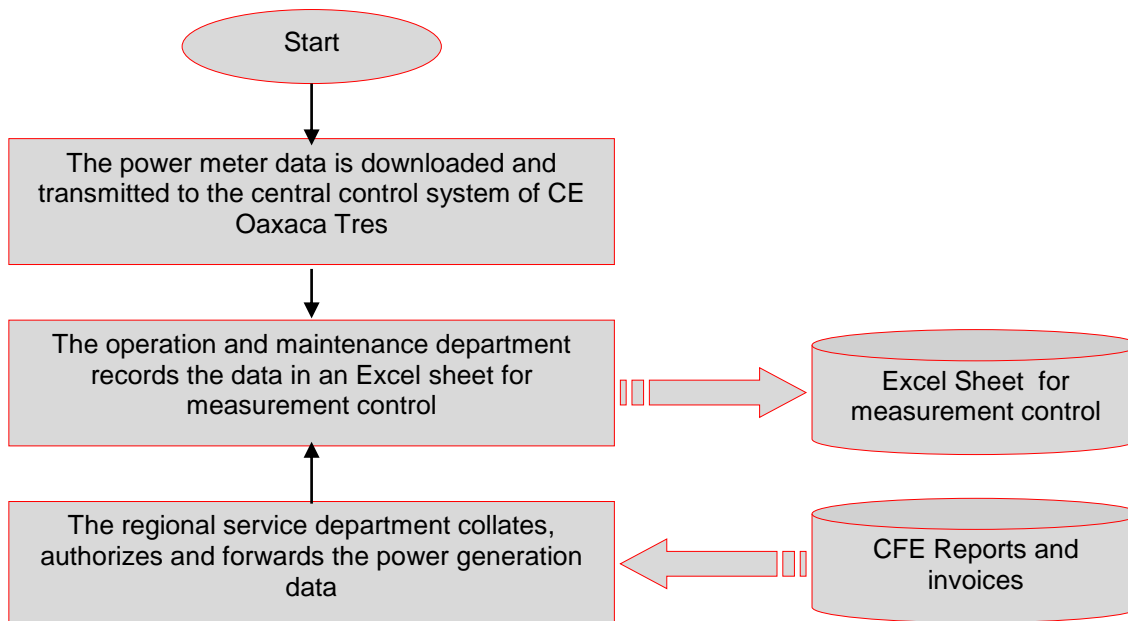 Start
The power meter data is downloaded and
transmitted to the central control system of CE
Oaxaca Tres
The operation and maintenance department
records the data in an Excel sheet for
measurement control
Excel Sheet for
measurement control
The regional service department collates,
authorizes and forwards the power generation
data
CFE Reports and
invoices